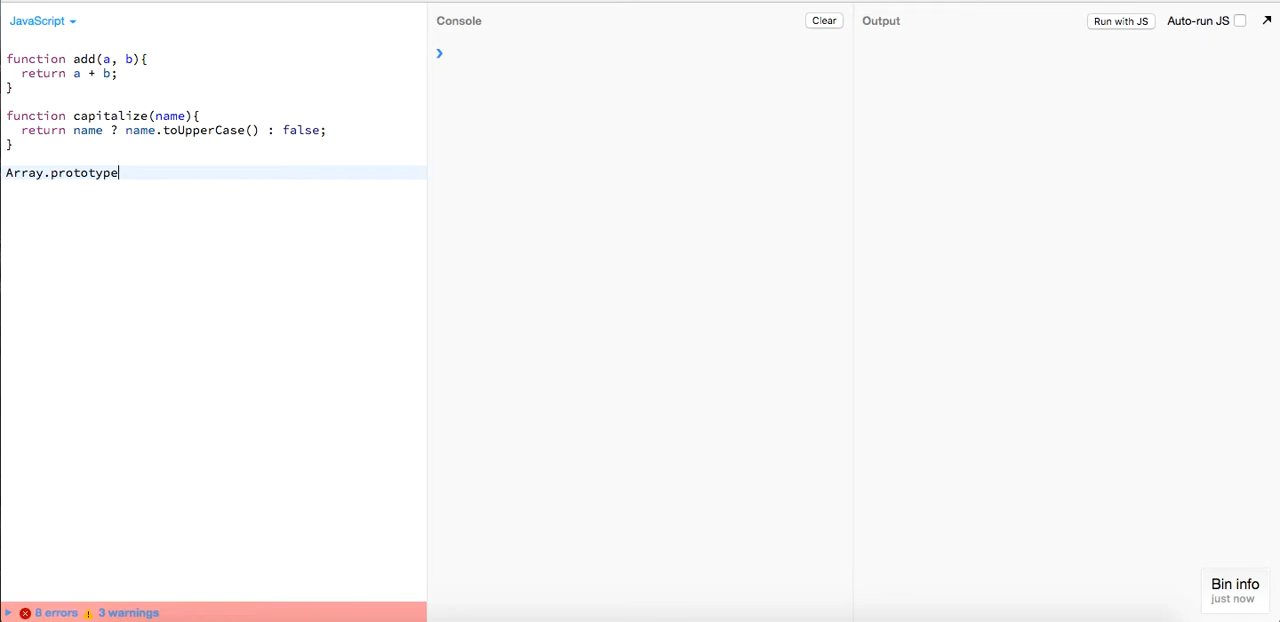 JavaScript
Console
Clear
Output
Run with JS
Auto-run JS
function add(a, b){
  return a + b;
}
function capitalize(name){
  return name ? name.toUpperCase() : false;
}
Array.prototype
8 errors
3 warnings
Bin info
just now